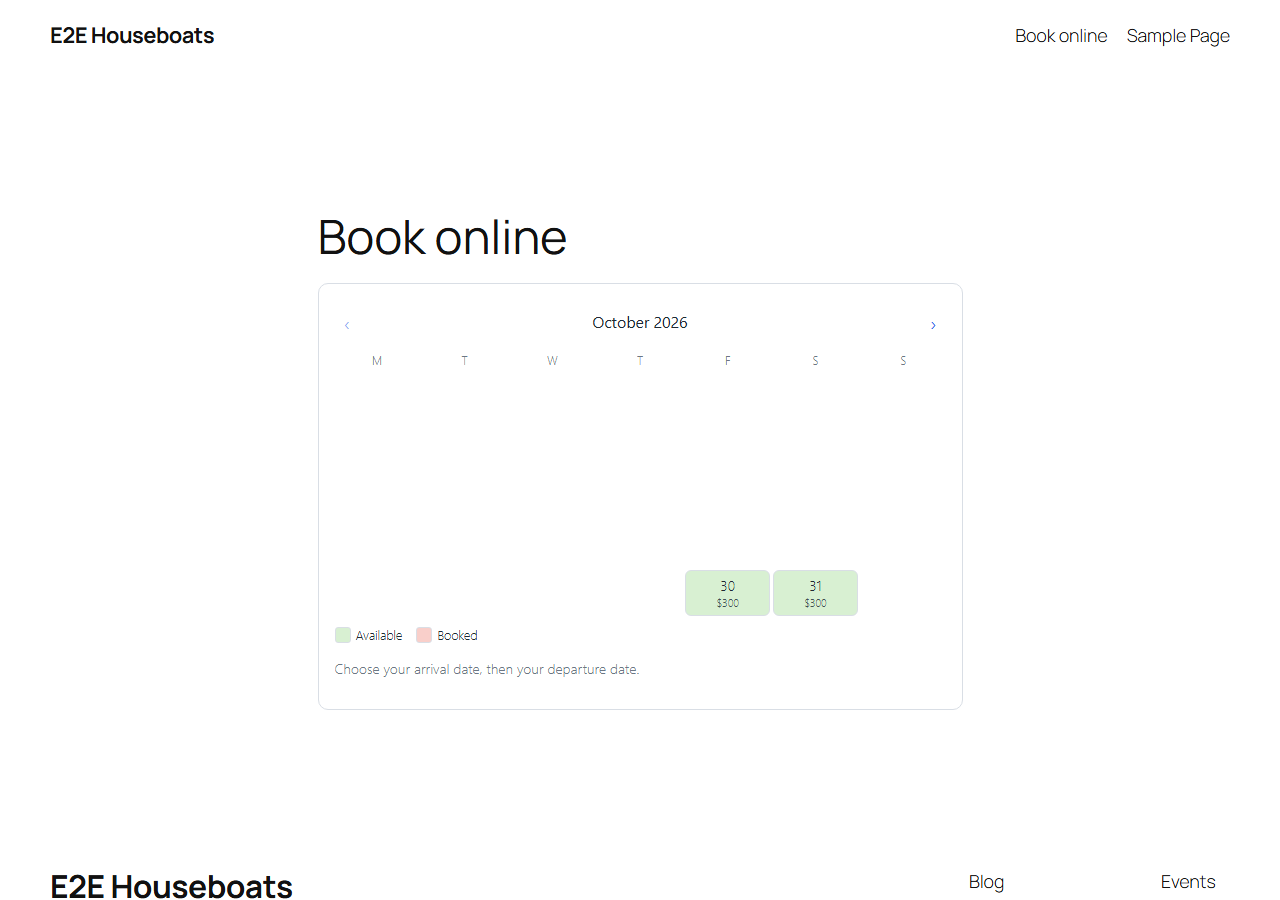 E2E Houseboats
Book online Sample Page
Book online
‹ October 2026 ›
M T W T F S S
30 31
$300 $300
Available Booked
Choose your arrival date, then your departure date.
E2E Houseboats
Blog Events